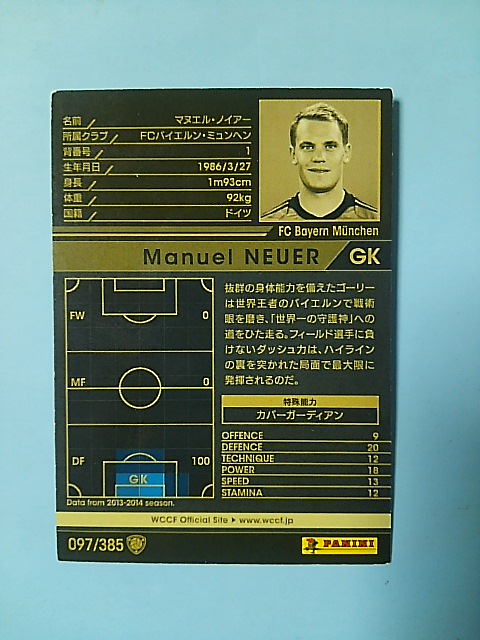 名前 マヌエル・ノイアー
所属クラブ FCバイエルン・ミュンヘン
背番号 1
生年月日 1986/3/27
身長 1m93cm
体重 92kg
国籍 ドイツ
FC Bayern München
Manuel NEUER GK
抜群の身体能力を備えたゴーリー
は世界王者のバイエルンで戦術
眼を磨き、「世界一の守護神」への
道をひた走る。フィールド選手に負
けないダッシュ力は、ハイライン
の裏を突かれた局面で最大限に
発揮されるのだ。
FW 0
MF 0
DF 100
GK
Data from 2013-2014 season.
特殊能力
カバーガーディアン
OFFENCE 9
DEFENCE 20
TECHNIQUE 12
POWER 18
SPEED 13
STAMINA 12
WCCF Official Site ▶ www.wccf.jp
097/385
PANINI